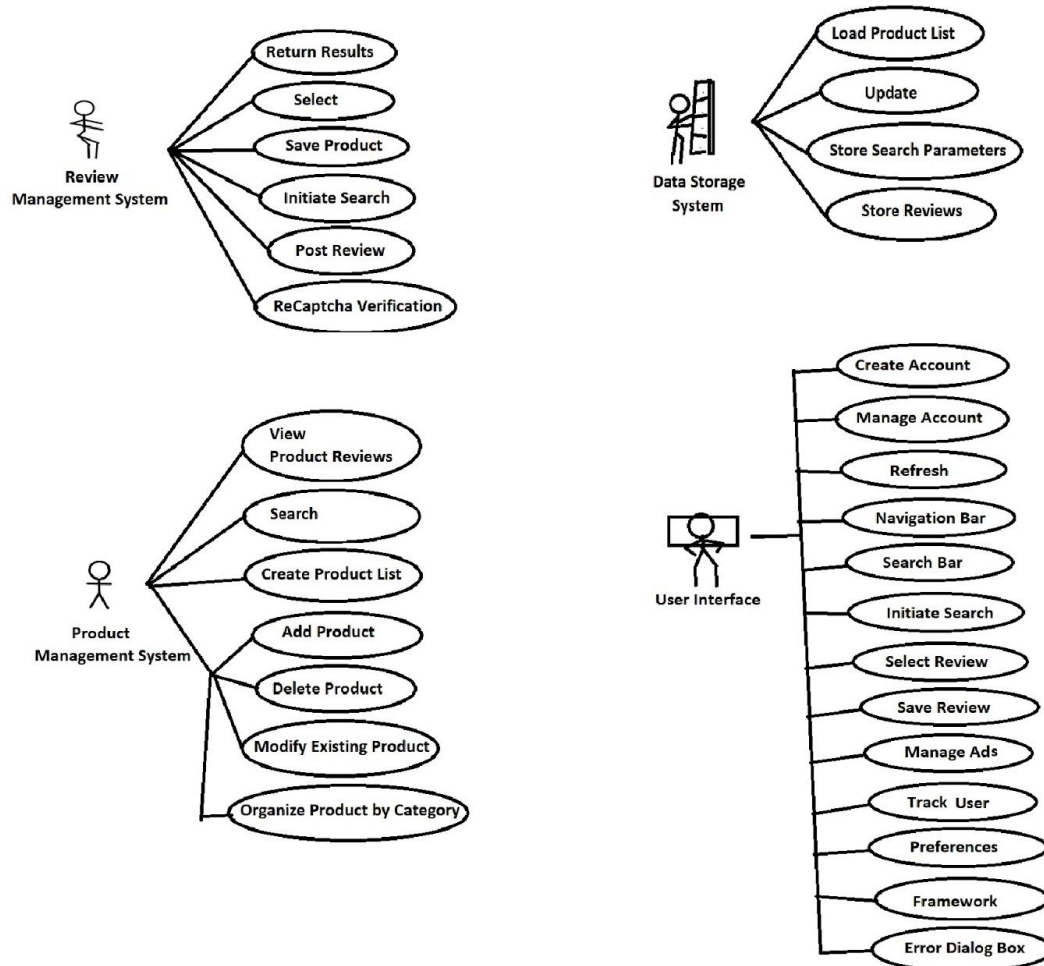 Return Results
Select
Save Product
Initiate Search
Post Review
ReCaptcha Verification
Review
Management System
Load Product List
Update
Store Search Parameters
Store Reviews
Data Storage
System
View
Product Reviews
Search
Create Product List
Add Product
Delete Product
Modify Existing Product
Organize Product by Category
Product
Management System
Create Account
Manage Account
Refresh
Navigation Bar
Search Bar
Initiate Search
Select Review
Save Review
Manage Ads
Track User
Preferences
Framework
Error Dialog Box
User Interface